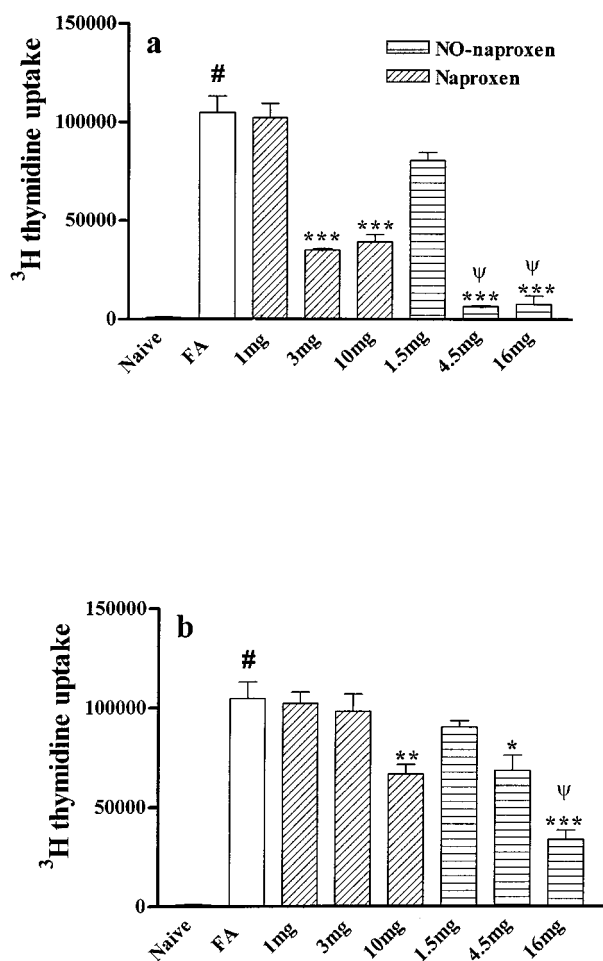 a
NO-naproxen
Naproxen
³H thymidine uptake
150000
100000
50000
0
#
***
***
ψ
***
ψ
***
Naive
FA
1mg
3mg
10mg
1.5mg
4.5mg
16mg
b
³H thymidine uptake
150000
100000
50000
0
#
**
*
ψ
***
Naive
FA
1mg
3mg
10mg
1.5mg
4.5mg
16mg